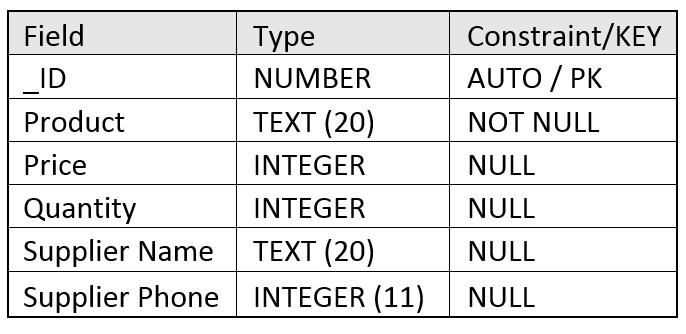 Field Type Constraint/KEY
_ID NUMBER AUTO / PK
Product TEXT (20) NOT NULL
Price INTEGER NULL
Quantity INTEGER NULL
Supplier Name TEXT (20) NULL
Supplier Phone INTEGER (11) NULL